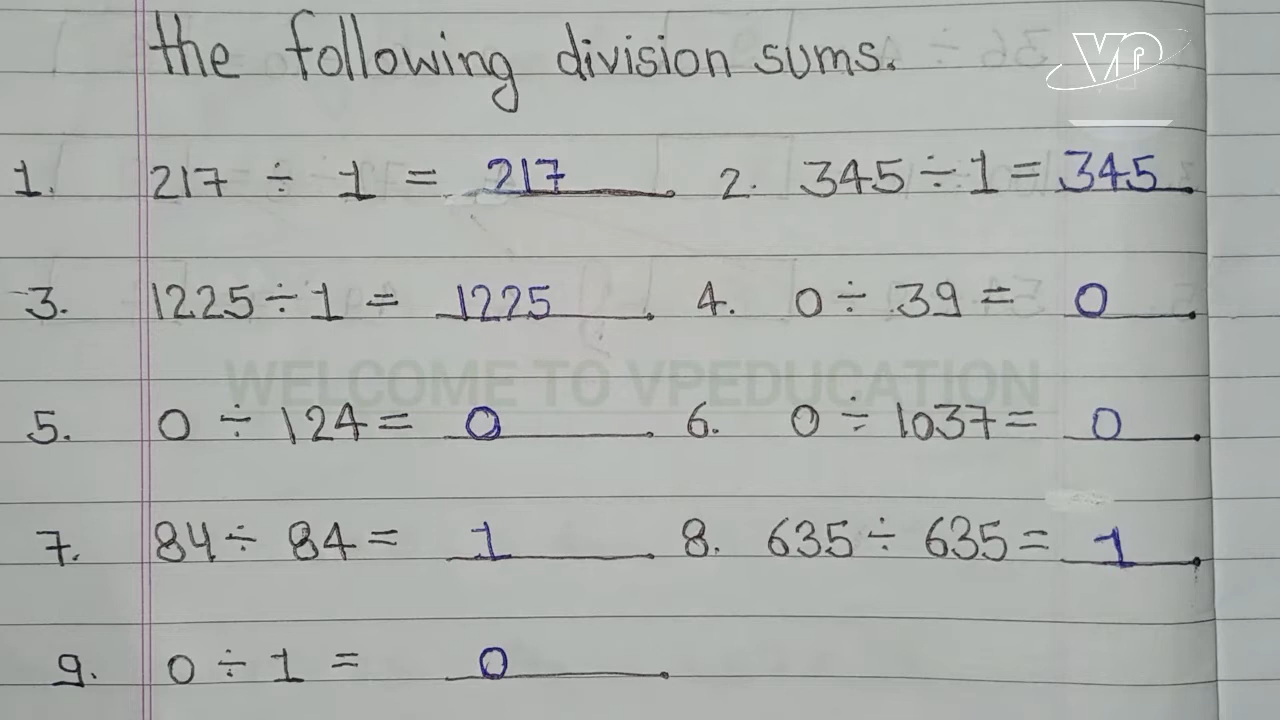 the following division sums.
VP
1. 217 ÷ 1 = 217. 2. 345 ÷ 1 = 345.
3. 1225 ÷ 1 = 1225. 4. 0 ÷ 39 = 0.
WELCOME TO VPEDUCATION
5. 0 ÷ 124 = 0. 6. 0 ÷ 1037 = 0.
7. 84 ÷ 84 = 1. 8. 635 ÷ 635 = 1.
9. 0 ÷ 1 = 0.